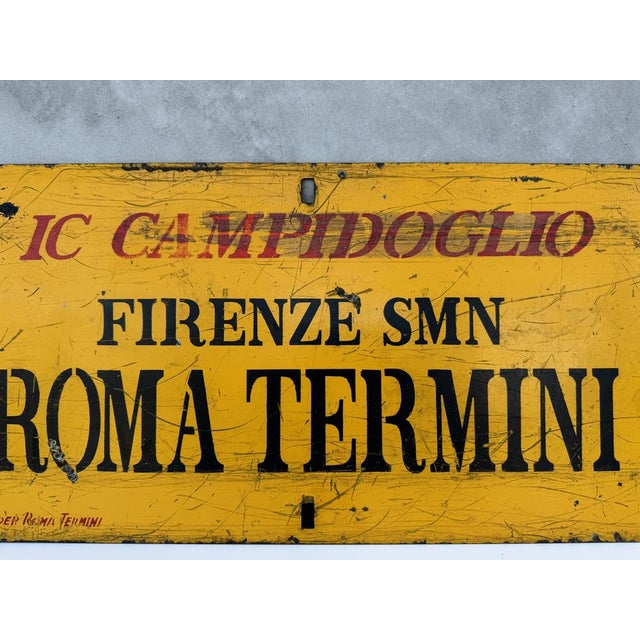 IC CAMPIDOGLIO
FIRENZE SMN
ROMA TERMINI
ROMA TERMINI